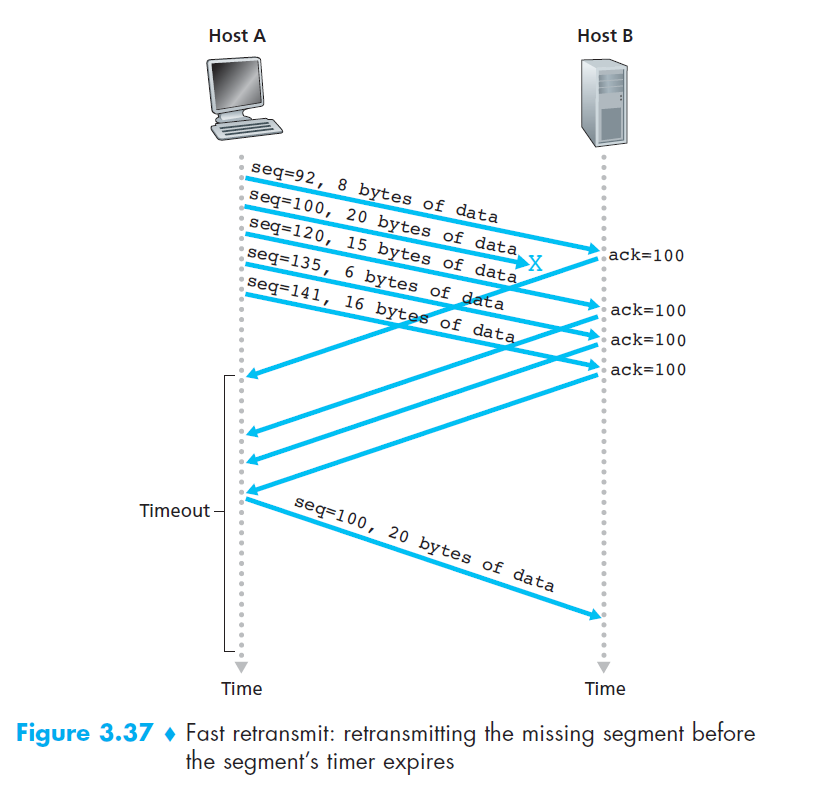 Host A
Host B
seq=92, 8 bytes of data
seq=100, 20 bytes of data
X
seq=120, 15 bytes of data
seq=135, 6 bytes of data
seq=141, 16 bytes of data
ack=100
ack=100
ack=100
ack=100
Timeout
seq=100, 20 bytes of data
Time
Time
Figure 3.37 ♦ Fast retransmit: retransmitting the missing segment before
the segment's timer expires